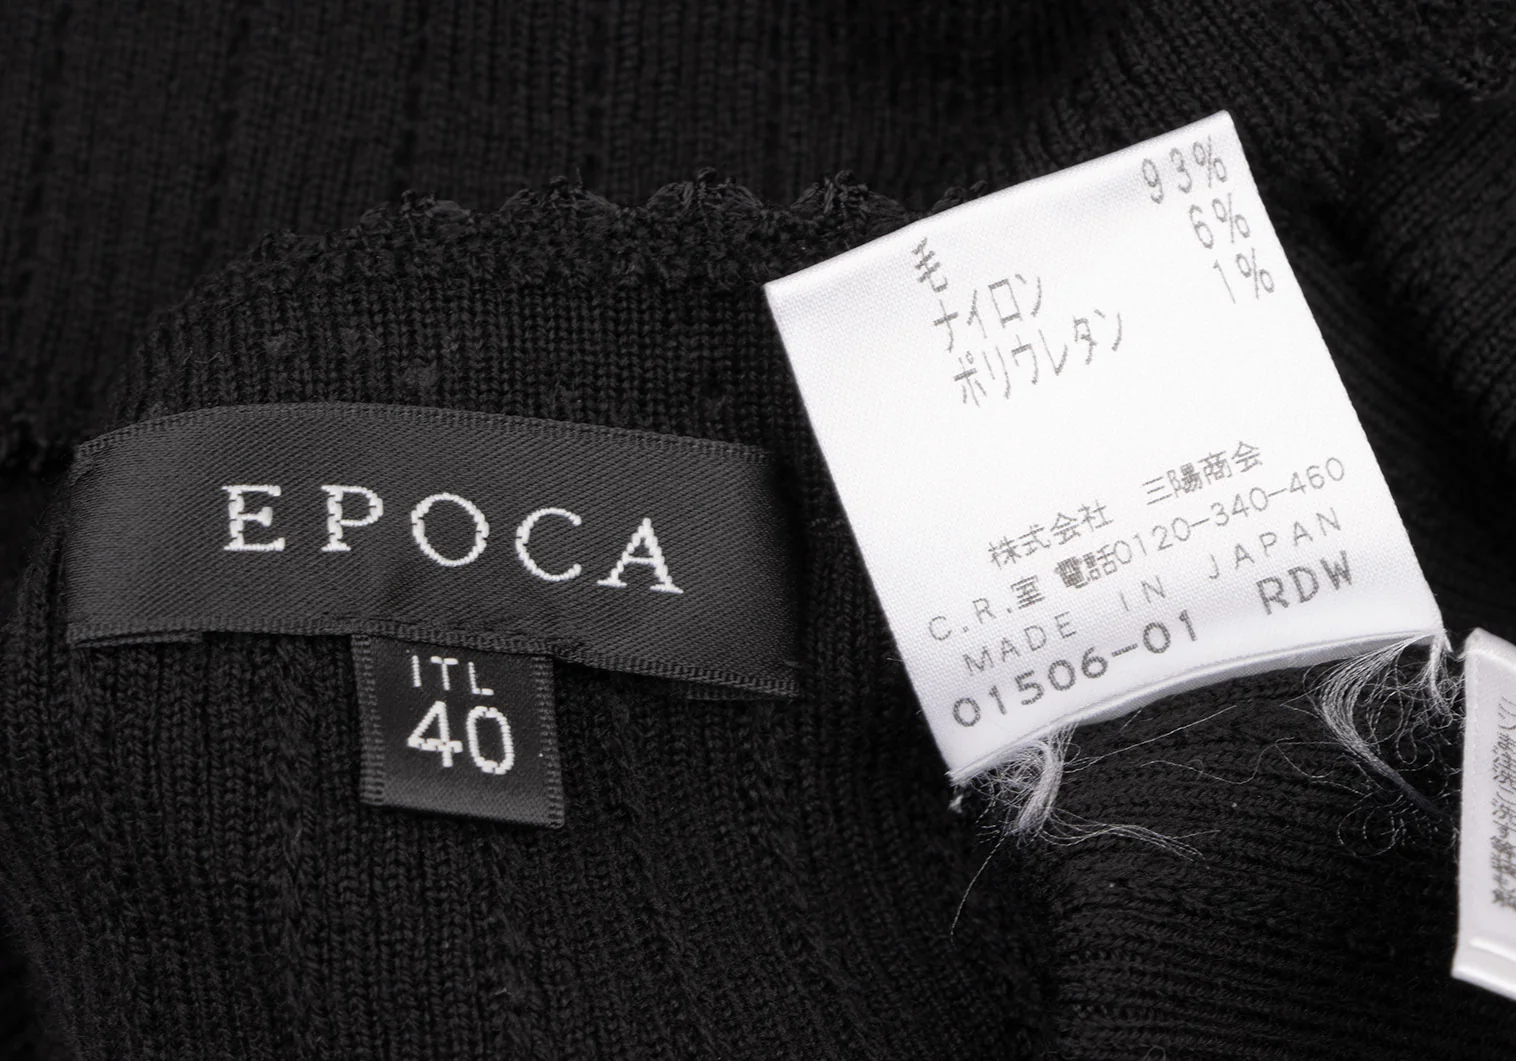 EPOCA
ITL
40
毛 93%
ナイロン 6%
ポリウレタン 1%
株式会社 三陽商会
C.R.室 電話0120-340-460
MADE IN JAPAN
01506-01 RDW